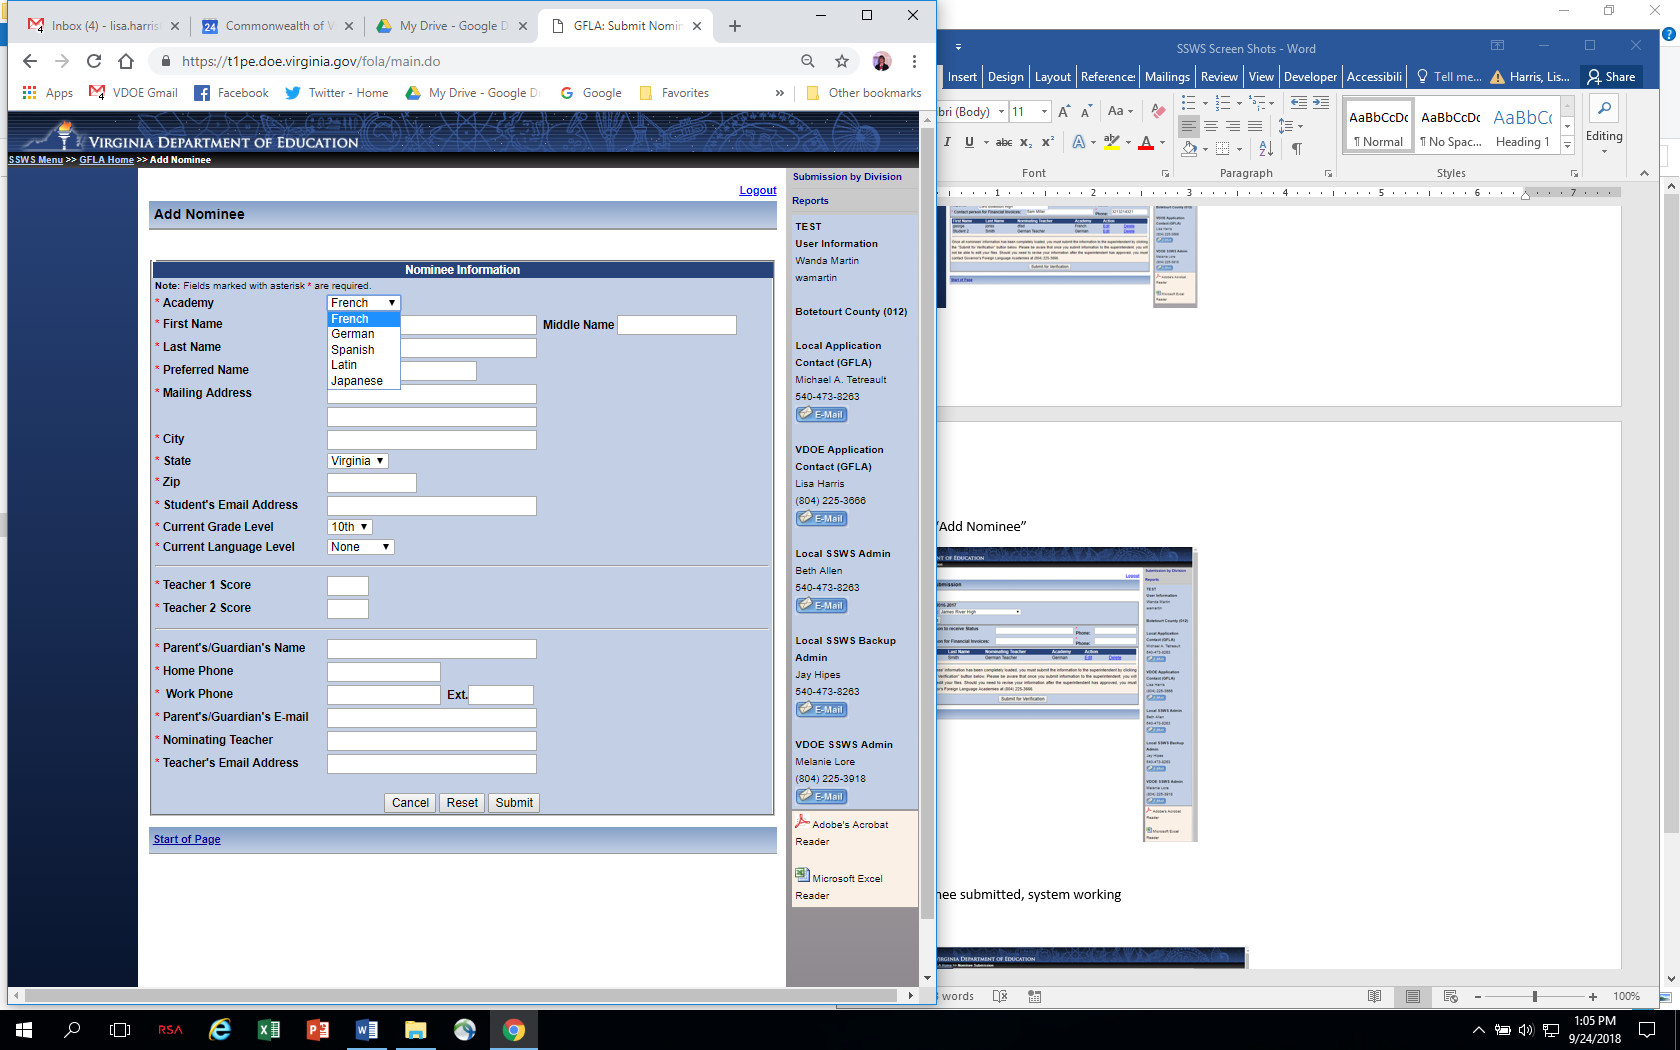 Inbox (4) - lisa.harris
Commonwealth of V
My Drive - Google D
GFLA: Submit Nomin
https://t1pe.doe.virginia.gov/fola/main.do
Apps
VDOE Gmail
Facebook
Twitter - Home
My Drive - Google D
Google
Favorites
»
Other bookmarks
VIRGINIA DEPARTMENT OF EDUCATION
SSWS Menu >> GFLA Home >> Add Nominee
Logout
Add Nominee
Nominee Information
Note: Fields marked with asterisk * are required.
* Academy French
French
German
Spanish
Latin
Japanese
* First Name Middle Name
* Last Name
* Preferred Name
* Mailing Address
* City
* State Virginia
* Zip
* Student's Email Address
* Current Grade Level 10th
* Current Language Level None
* Teacher 1 Score
* Teacher 2 Score
* Parent's/Guardian's Name
* Home Phone
* Work Phone Ext.
* Parent's/Guardian's E-mail
* Nominating Teacher
* Teacher's Email Address
Cancel Reset Submit
Start of Page
Submission by Division
Reports
TEST
User Information
Wanda Martin
wamartin
Botetourt County (012)
Local Application
Contact (GFLA)
Michael A. Tetreault
540-473-8263
E-Mail
VDOE Application
Contact (GFLA)
Lisa Harris
(804) 225-3666
E-Mail
Local SSWS Admin
Beth Allen
540-473-8263
E-Mail
Local SSWS Backup
Admin
Jay Hipes
540-473-8263
E-Mail
VDOE SSWS Admin
Melanie Lore
(804) 225-3918
E-Mail
Adobe's Acrobat
Reader
Microsoft Excel
Reader
SSWS Screen Shots - Word
Insert Design Layout Reference: Mailings Review View Developer Accessibili Tell me... Harris, Lis... Share
bri (Body) 11
AaBbCcDc AaBbCcDc AaBbCc
¶ Normal ¶ No Spac... Heading 1
Editing
Font Paragraph Styles
1 2 3 4 5 6 7
"Add Nominee"
nee submitted, system working
words
100%
RSA
1:05 PM
9/24/2018